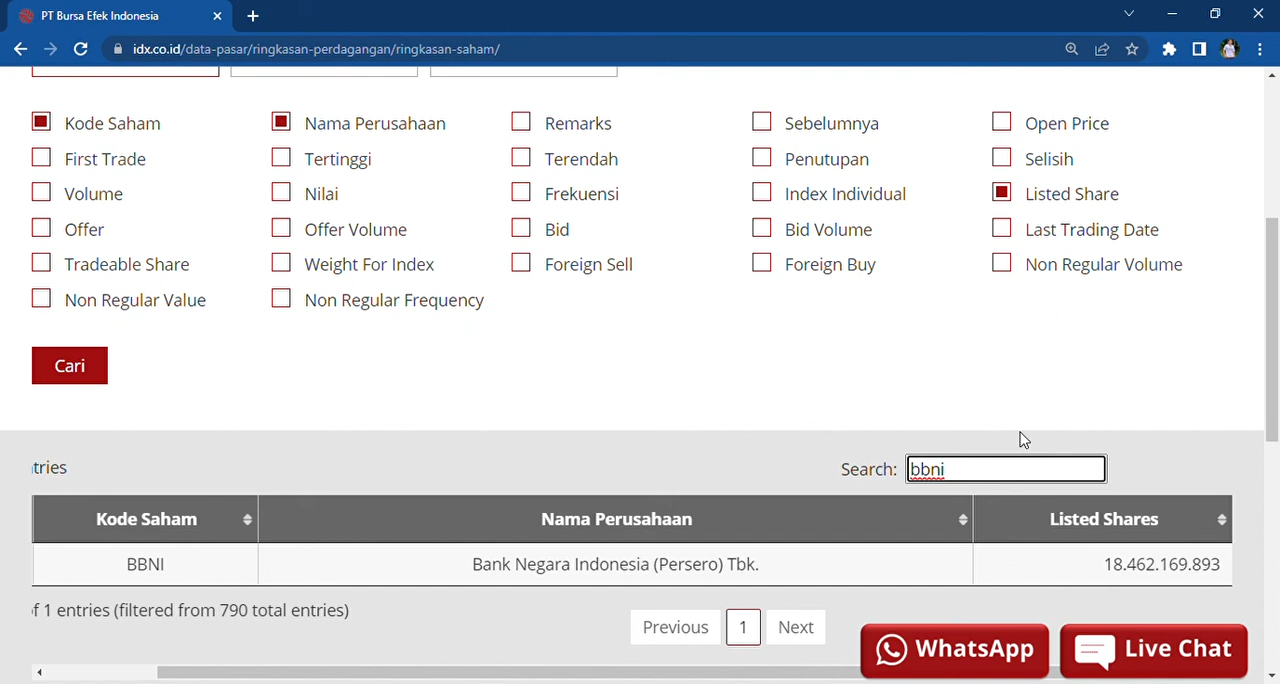 PT Bursa Efek Indonesia
idx.co.id/data-pasar/ringkasan-perdagangan/ringkasan-saham/
Kode Saham Nama Perusahaan Remarks Sebelumnya Open Price
First Trade Tertinggi Terendah Penutupan Selisih
Volume Nilai Frekuensi Index Individual Listed Share
Offer Offer Volume Bid Bid Volume Last Trading Date
Tradeable Share Weight For Index Foreign Sell Foreign Buy Non Regular Volume
Non Regular Value Non Regular Frequency
Cari
tries Search: bbni
Kode Saham Nama Perusahaan Listed Shares
BBNI Bank Negara Indonesia (Persero) Tbk. 18.462.169.893
of 1 entries (filtered from 790 total entries)
Previous 1 Next
WhatsApp Live Chat